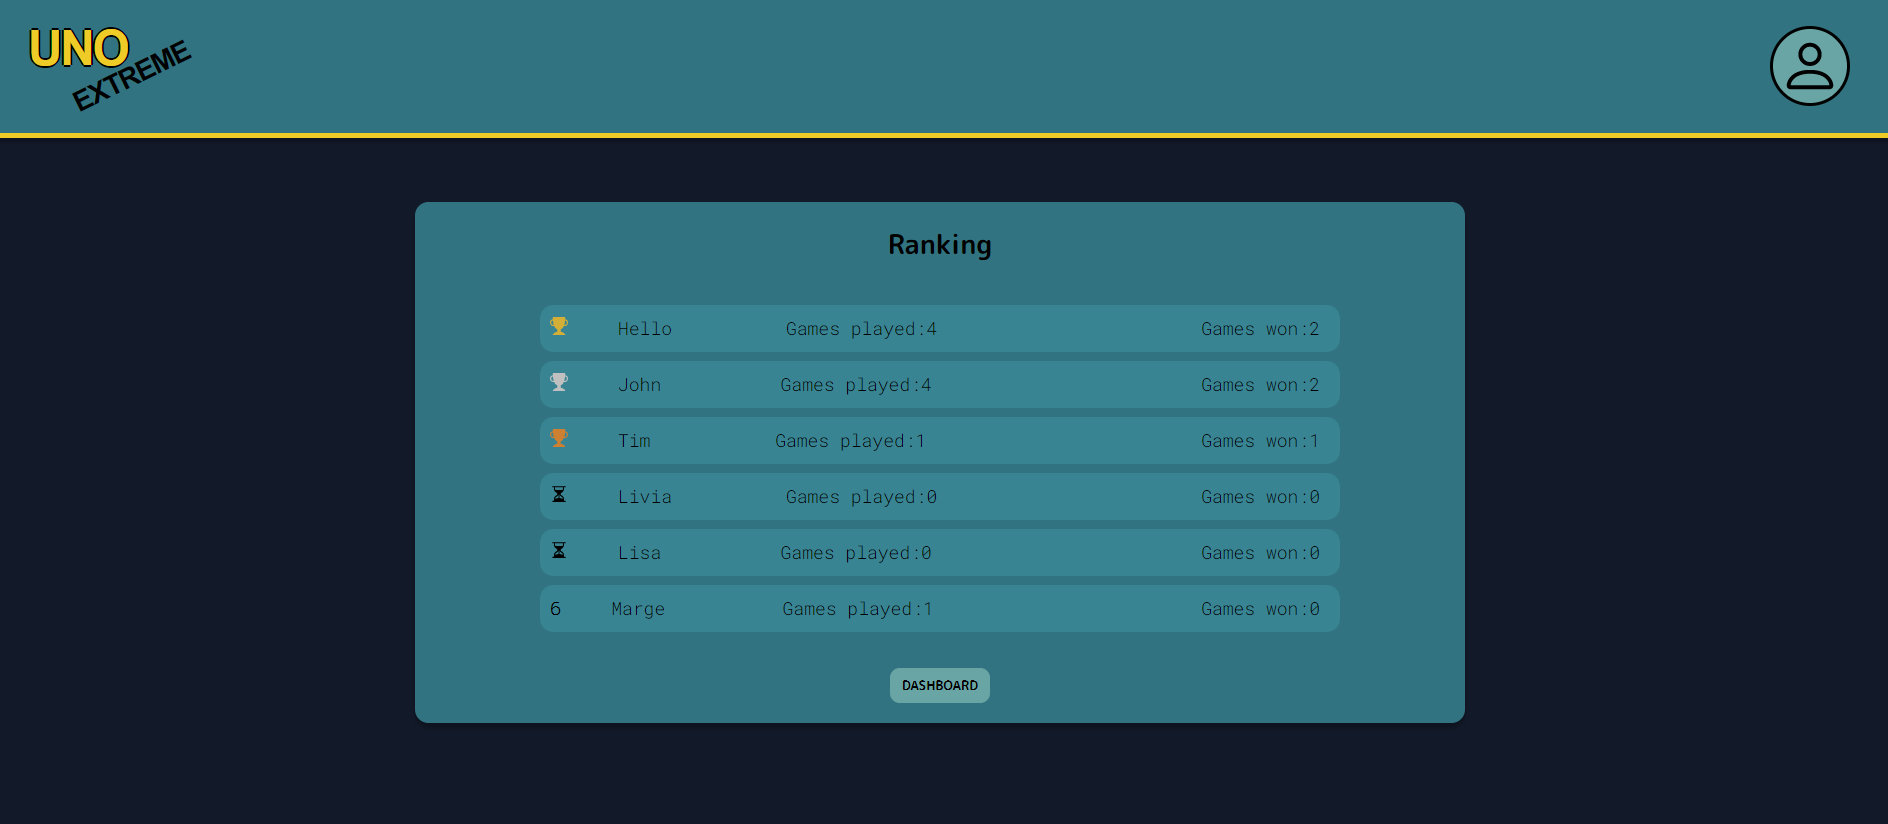 UNO
EXTREME
Ranking
Hello Games played:4 Games won:2
John Games played:4 Games won:2
Tim Games played:1 Games won:1
Livia Games played:0 Games won:0
Lisa Games played:0 Games won:0
6 Marge Games played:1 Games won:0
DASHBOARD